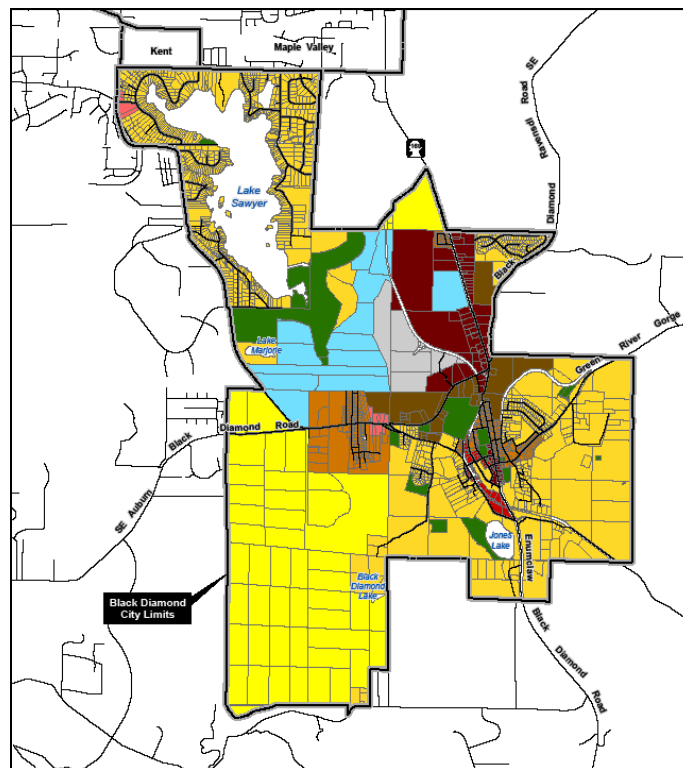 Kent
Maple Valley
Black Diamond Ravensdl Road SE
169
Lake
Sawyer
Lake
Marjorie
Green River Gorge
SE Auburn Black Diamond Road
Jones
Lake
Black
Diamond
Lake
Enumclaw Black Diamond Road
Black Diamond
City Limits